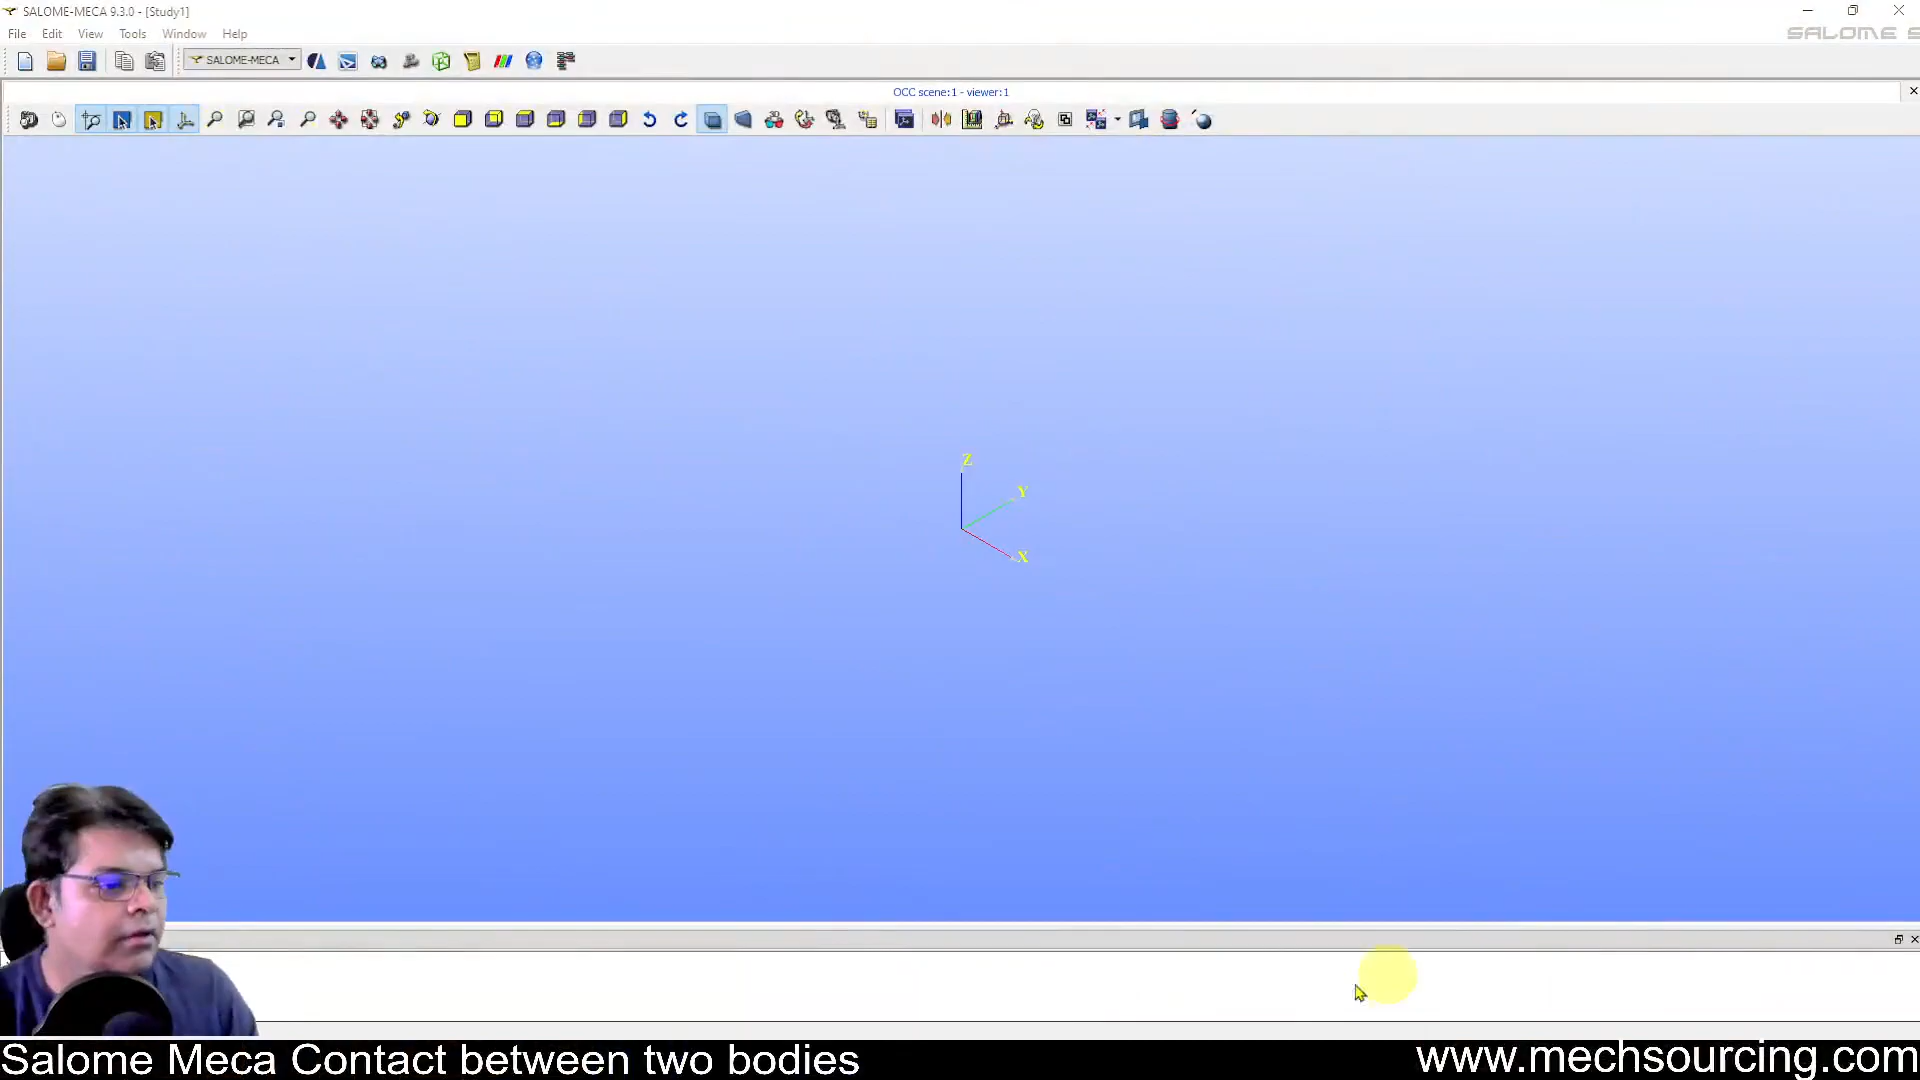 SALOME-MECA 9.3.0 - [Study1]
File Edit View Tools Window Help
SALOME S
SALOME-MECA
OCC scene:1 - viewer:1
Z
Y
X
Salome Meca Contact between two bodies
www.mechsourcing.com